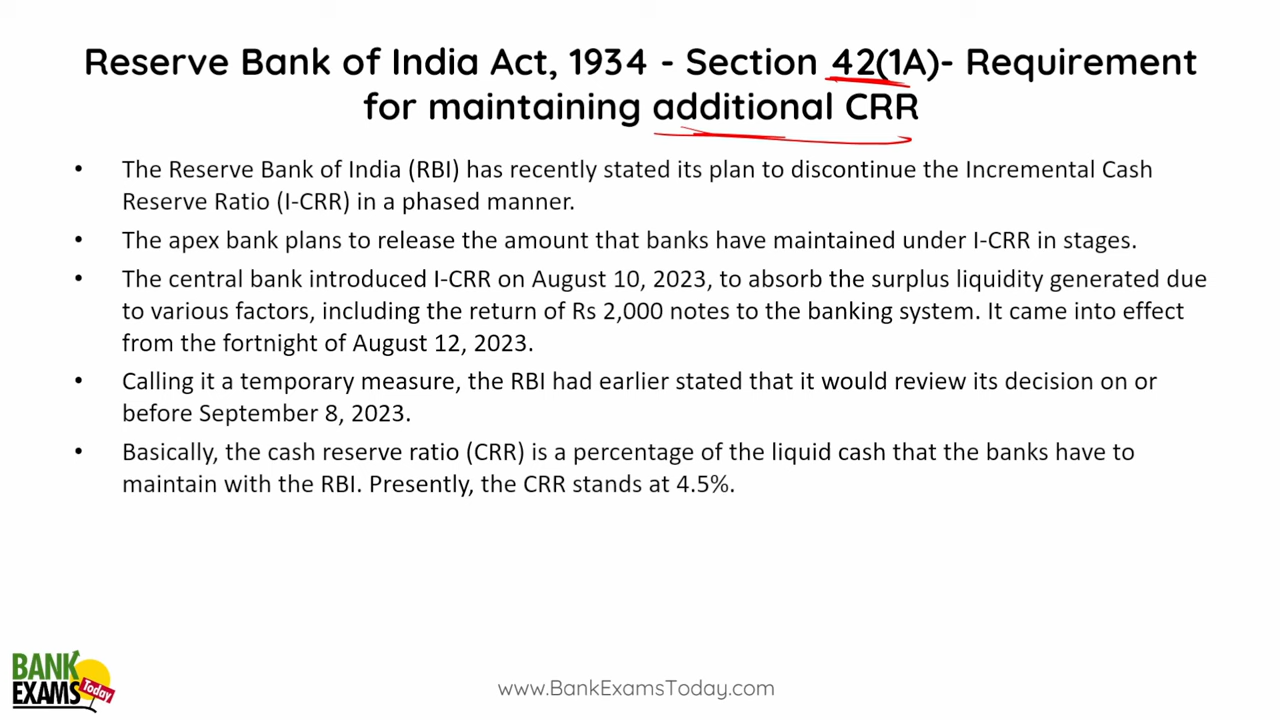 Reserve Bank of India Act, 1934 - Section 42(1A)- Requirement
for maintaining additional CRR
• The Reserve Bank of India (RBI) has recently stated its plan to discontinue the Incremental Cash
Reserve Ratio (I-CRR) in a phased manner.
• The apex bank plans to release the amount that banks have maintained under I-CRR in stages.
• The central bank introduced I-CRR on August 10, 2023, to absorb the surplus liquidity generated due
to various factors, including the return of Rs 2,000 notes to the banking system. It came into effect
from the fortnight of August 12, 2023.
• Calling it a temporary measure, the RBI had earlier stated that it would review its decision on or
before September 8, 2023.
• Basically, the cash reserve ratio (CRR) is a percentage of the liquid cash that the banks have to
maintain with the RBI. Presently, the CRR stands at 4.5%.
BANK
EXAMS
Today
www.BankExamsToday.com